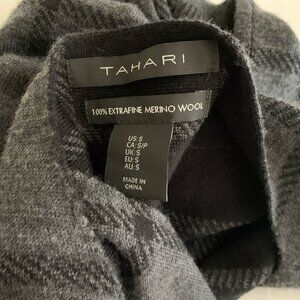 TAHARI
100% EXTRAFINE MERINO WOOL
US:S
CA:S/P
UK:S
EU:S
AU:S
MADE IN
CHINA